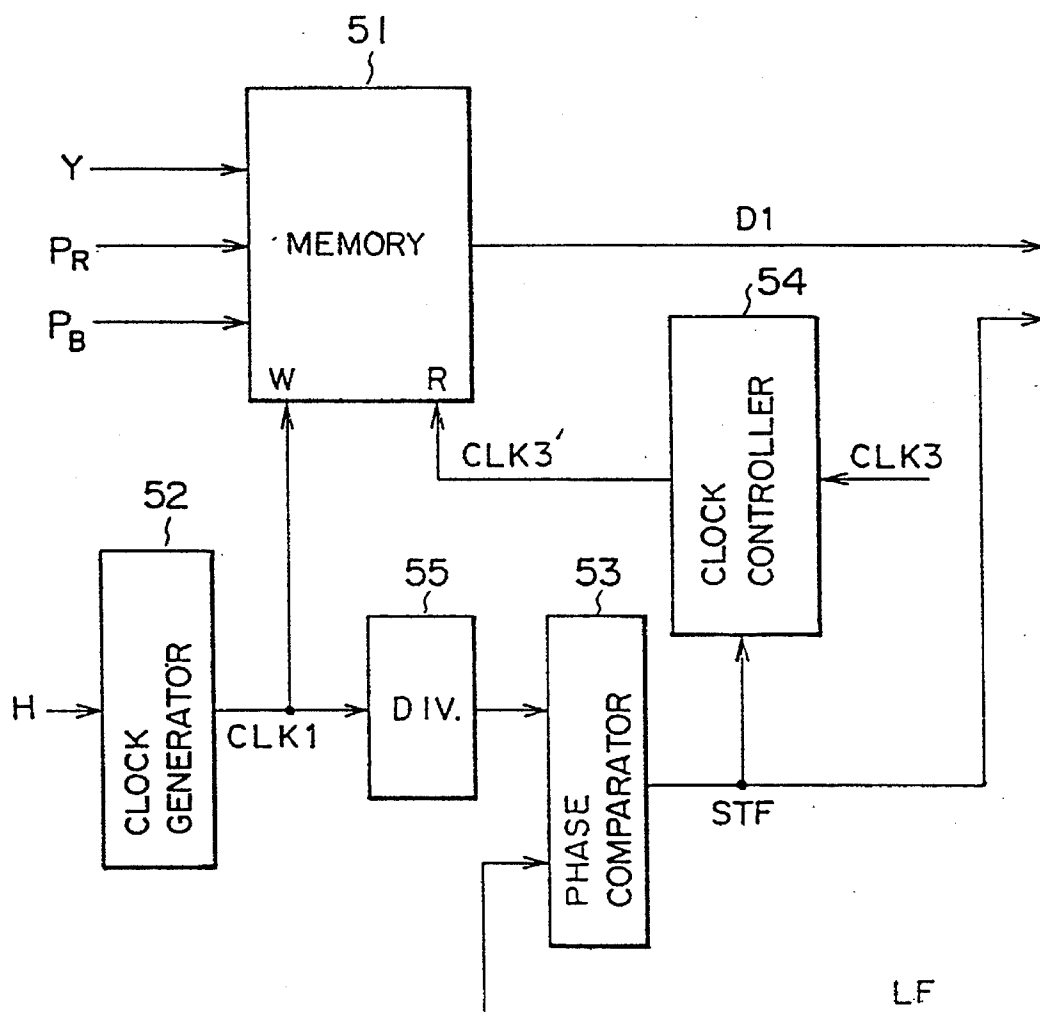 51
Y
PR
PB
MEMORY
W
R
D1
54
CLOCK
CONTROLLER
CLK3'
CLK3
52
CLOCK
GENERATOR
H
CLK1
55
DIV.
53
PHASE
COMPARATOR
STF
LF